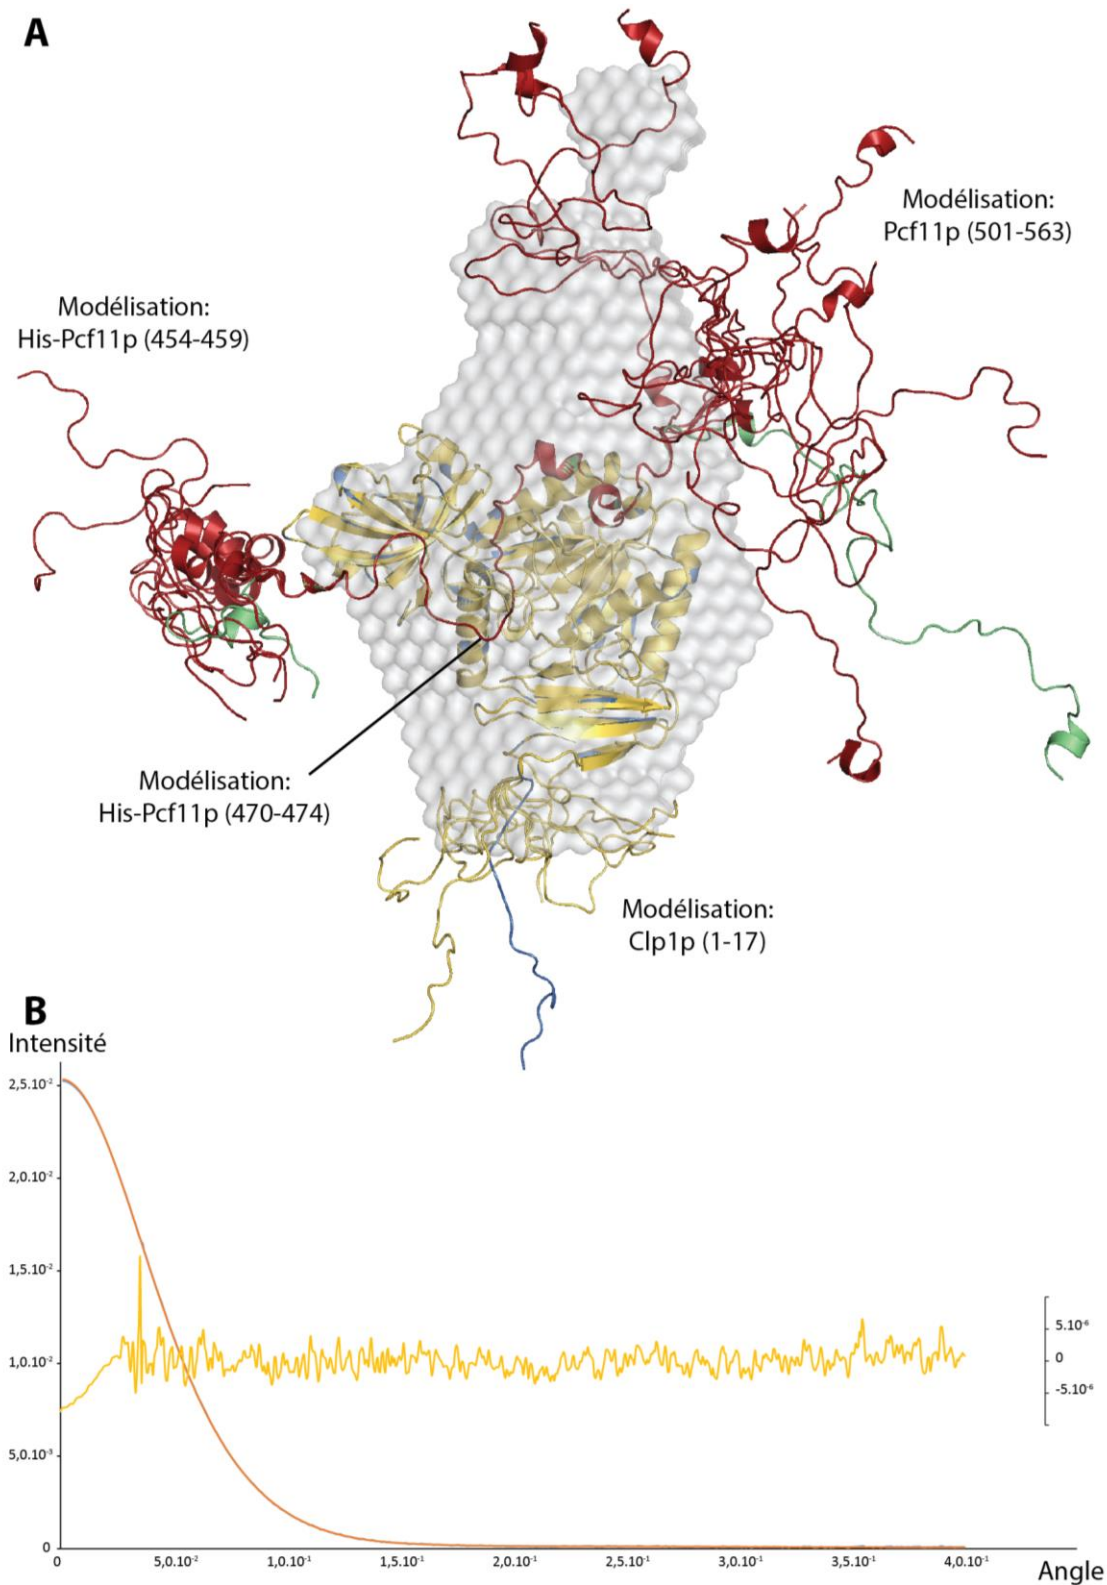 A
Modélisation:
Pcf11p (501-563)
Modélisation:
His-Pcf11p (454-459)
Modélisation:
His-Pcf11p (470-474)
Modélisation:
Clp1p (1-17)
B
Intensité
2,5.10⁻²
2,0.10⁻²
1,5.10⁻²
1,0.10⁻²
5,0.10⁻³
0
5.10⁻⁶
0
-5.10⁻⁶
0
5,0.10⁻²
1,0.10⁻¹
1,5.10⁻¹
2,0.10⁻¹
2,5.10⁻¹
3,0.10⁻¹
3,5.10⁻¹
4,0.10⁻¹
Angle